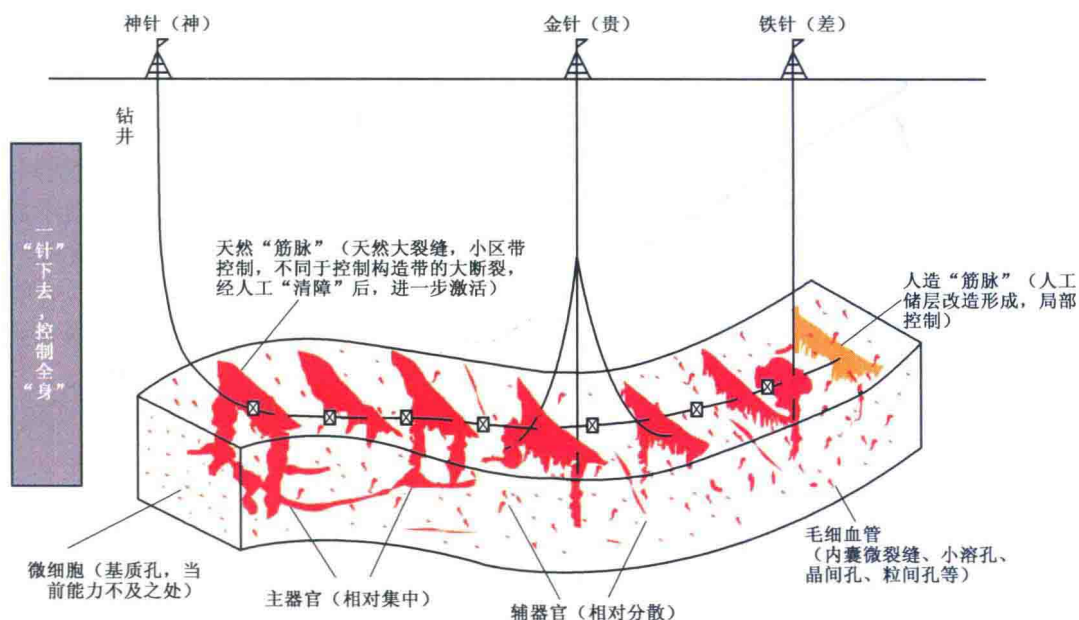 神针（神）
金针（贵）
铁针（差）
钻井
一“针”下去，控制全“身”
天然“筋脉”（天然大裂缝，小区带
控制，不同于控制构造带的大断裂，
经人工“清障”后，进一步激活）
人造“筋脉”（人工
储层改造形成，局部
控制）
微细胞（基质孔，当
前能力不及之处）
主器官（相对集中）
辅器官（相对分散）
毛细血管
（内囊微裂缝、小溶孔、
晶间孔、粒间孔等）